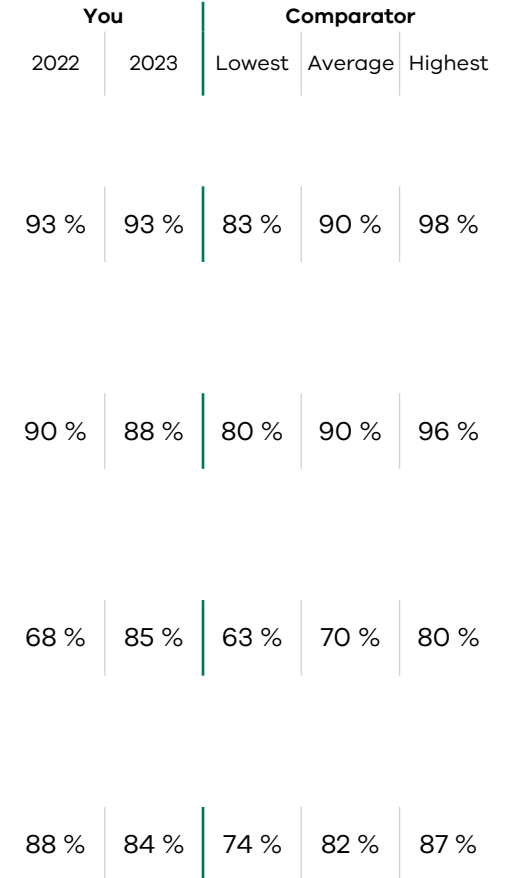 You Comparator
2022 2023 Lowest Average Highest
93 % 93 % 83 % 90 % 98 %
90 % 88 % 80 % 90 % 96 %
68 % 85 % 63 % 70 % 80 %
88 % 84 % 74 % 82 % 87 %